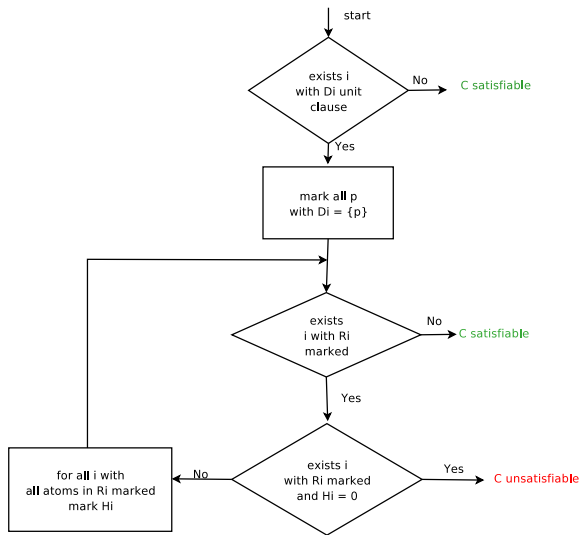 start
exists i
with Di unit
clause
No
C satisfiable
Yes
mark all p
with Di = {p}
exists
i with Ri
marked
No
C satisfiable
Yes
for all i with
all atoms in Ri marked
mark Hi
No
exists i
with Ri marked
and Hi = 0
Yes
C unsatisfiable